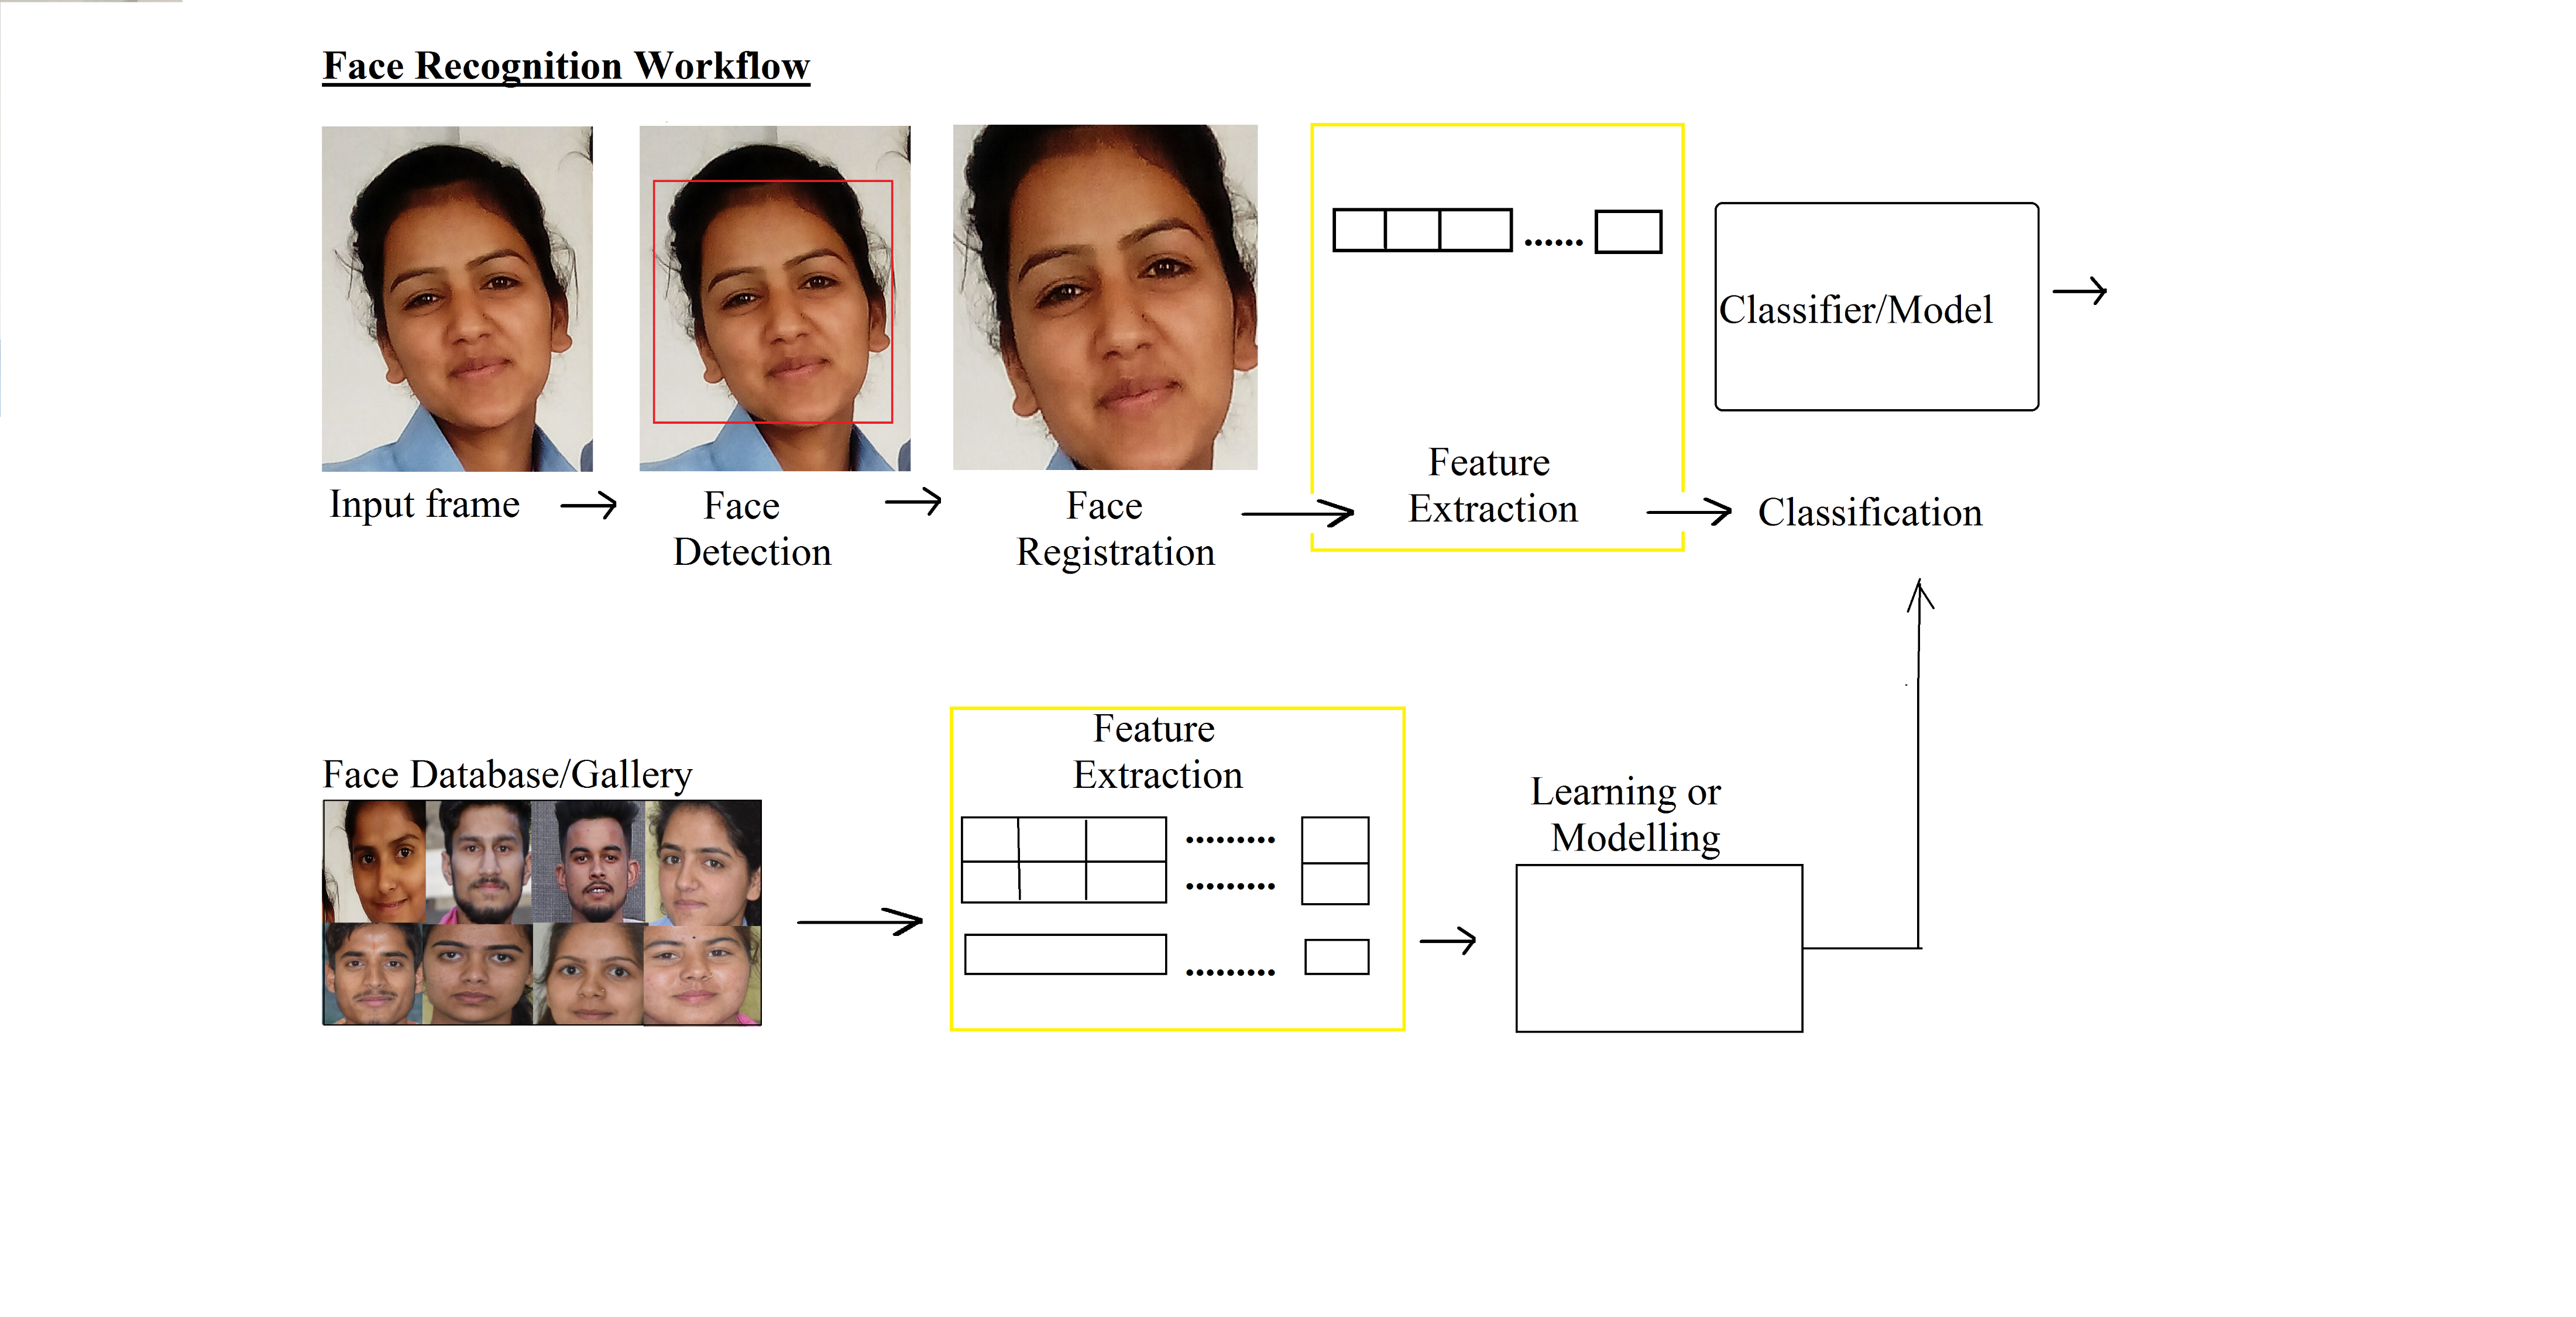 Face Recognition Workflow
Classifier/Model
Input frame
Face
Detection
Face
Registration
Feature
Extraction
Classification
Face Database/Gallery
Feature
Extraction
Learning or
Modelling